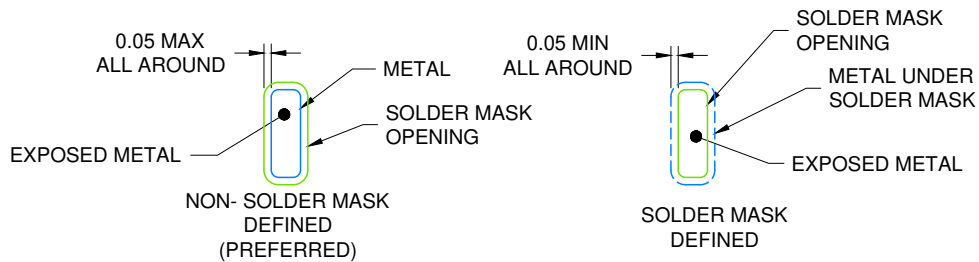 0.05 MAX
ALL AROUND
METAL
SOLDER MASK
OPENING
EXPOSED METAL
NON- SOLDER MASK
DEFINED
(PREFERRED)
0.05 MIN
ALL AROUND
SOLDER MASK
OPENING
METAL UNDER
SOLDER MASK
EXPOSED METAL
SOLDER MASK
DEFINED